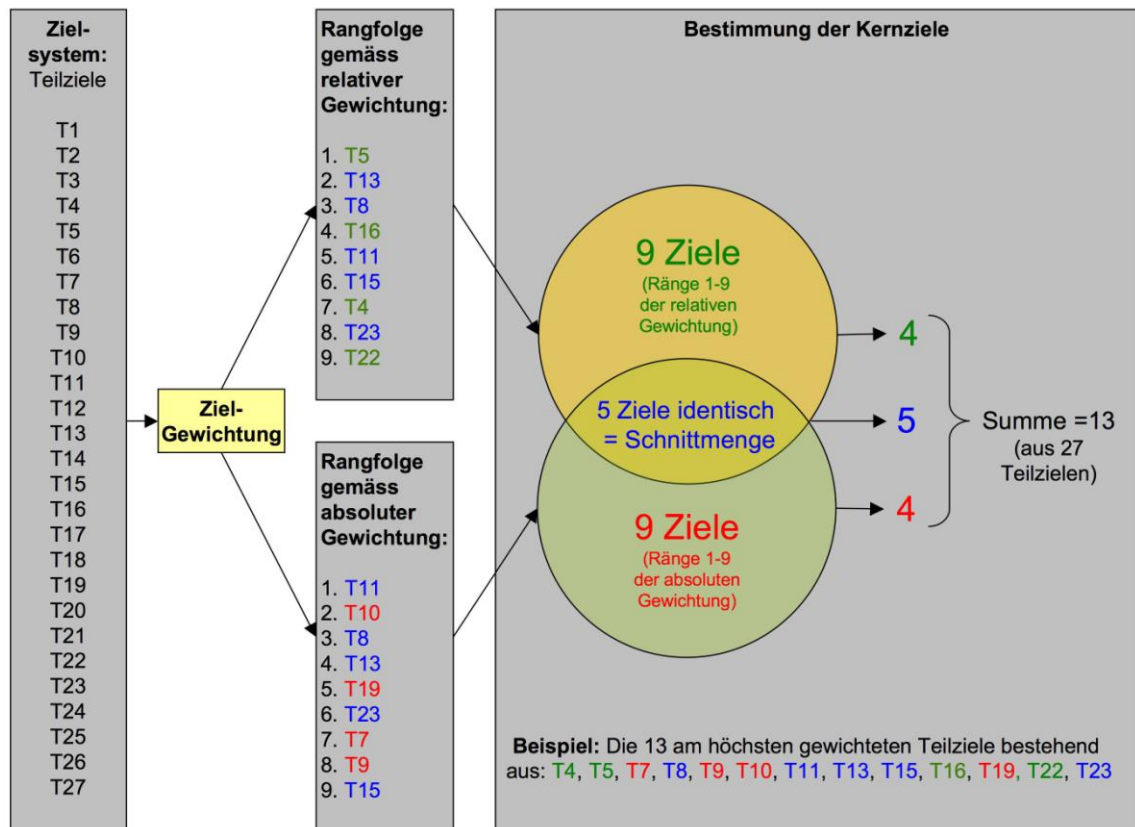 Ziel-
system:
Teilziele
T1
T2
T3
T4
T5
T6
T7
T8
T9
T10
T11
T12
T13
T14
T15
T16
T17
T18
T19
T20
T21
T22
T23
T24
T25
T26
T27
Ziel-
Gewichtung
Rangfolge
gemäss
relativer
Gewichtung:
1. T5
2. T13
3. T8
4. T16
5. T11
6. T15
7. T4
8. T23
9. T22
Rangfolge
gemäss
absoluter
Gewichtung:
1. T11
2. T10
3. T8
4. T13
5. T19
6. T23
7. T7
8. T9
9. T15
Bestimmung der Kernziele
9 Ziele
(Ränge 1-9
der relativen
Gewichtung)
5 Ziele identisch
= Schnittmenge
9 Ziele
(Ränge 1-9
der absoluten
Gewichtung)
4
5
4
Summe =13
(aus 27
Teilzielen)
Beispiel: Die 13 am höchsten gewichteten Teilziele bestehend
aus: T4, T5, T7, T8, T9, T10, T11, T13, T15, T16, T19, T22, T23